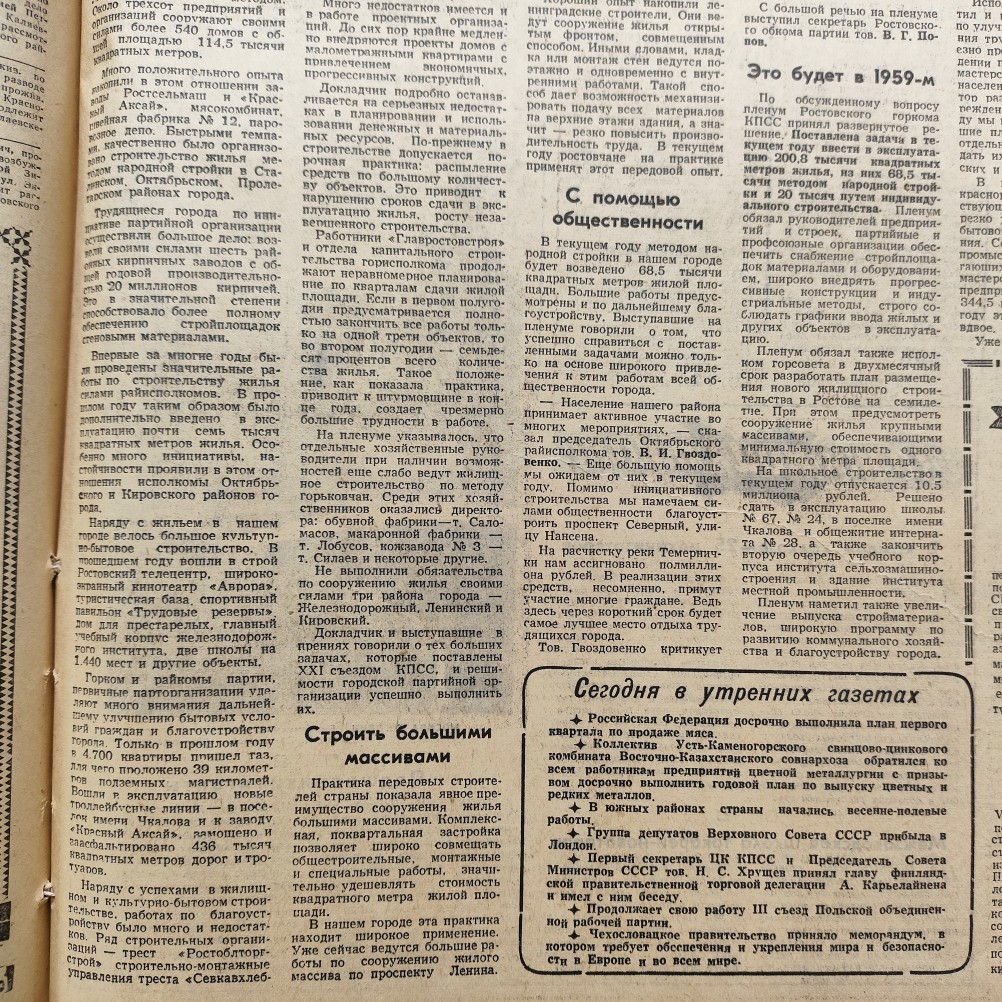 Около трехсот предприятий и
организаций сооружают своими
силами более 540 домов с об-
щей площадью 114,5 тысячи
квадратных метров.
Много положительного опыта
накопили в этом отношении за-
воды Ростсельмаш и «Крас-
ный Аксай», мясокомбинат,
швейная фабрика № 12, паро-
возное депо. Быстрыми темпа-
ми, качественно было организо-
вано строительство жилья ме-
тодом народной стройки в Ста-
линском, Октябрьском, Проле-
тарском районах города.
Трудящиеся города по ини-
циативе партийной организации
осуществили большое дело: воз-
вели своими силами шесть рай-
онных кирпичных заводов с об-
щей годовой производительно-
стью 20 миллионов кирпичей.
Это в значительной степени
способствовало более полному
обеспечению стройплощадок
стеновыми материалами.
Впервые за многие годы бы-
ли проведены значительные ра-
боты по строительству жилья
силами райисполкомов. В про-
шлом году таким образом было
дополнительно введено в экс-
плуатацию почти семь тысяч
квадратных метров жилья. Осо-
бенно много инициативы, на-
стойчивости проявили в этом от-
ношении исполкомы Октябрь-
ского и Кировского районов го-
рода.
Наряду с жильем в нашем
городе велось большое культур-
но-бытовое строительство. В
прошедшем году вошли в строй
Ростовский телецентр, широко-
экранный кинотеатр «Аврора»,
туристическая база, спортивный
павильон «Трудовые резервы»,
дом для престарелых, главный
учебный корпус железнодорож-
ного института, две школы на
1.440 мест и другие объекты.
Горком и райкомы партии,
первичные парторганизации уде-
ляют много внимания дальней-
шему улучшению бытовых усло-
вий граждан и благоустройству
города. Только в прошлом году
в 4.700 квартиры пришел газ,
для чего проложено 39 километ-
ров подземных магистралей.
Вошли в эксплуатацию новые
троллейбусные линии — в посе-
лок имени Чкалова и к заводу
«Красный Аксай», замощено и
заасфальтировано 436 тысяч
квадратных метров дорог и тро-
туаров.
Наряду с успехами в жилищ-
ном и культурно-бытовом строи-
тельстве, работах по благоуст-
ройству было много и недостат-
ков. Ряд строительных органи-
заций — трест «Ростоблторг-
строй» строительно-монтажные
управления треста «Севкавхлеб-
Много недостатков имеется и
в работе проектных организа-
ций. До сих пор крайне медлен-
но внедряются проекты домов с
малометражными квартирами с
привлечением экономичных,
прогрессивных конструкций.
Докладчик подробно останав-
ливается на серьезных недостат-
ках в планировании и исполь-
зовании денежных и материаль-
ных ресурсов. По-прежнему в
строительстве допускается по-
рочная практика: распыление
средств по большому количест-
ву объектов. Это приводит к
нарушению сроков сдачи в экс-
плуатацию жилья, росту неза-
вершенного строительства.
Работники «Главростовстроя»
и отдела капитального строи-
тельства горисполкома продол-
жают неравномерное планирова-
ние по кварталам сдачи жилой
площади. Если в первом полуго-
дии предусматривается полно-
стью закончить все работы толь-
ко на одной трети объектов, то
во втором полугодии — семьде-
сят процентов всего количе-
ства жилья. Такое положе-
ние, как показала практика,
приводит к штурмовщине в кон-
це года, создает чрезмерно
большие трудности в работе.
На пленуме указывалось, что
отдельные хозяйственные руко-
водители при наличии возмож-
ностей еще слабо ведут жилищ-
ное строительство по методу
горьковчан. Среди этих хозяй-
ственников оказались директо-
ра: обувной фабрики—т. Сало-
масов, макаронной фабрики —
т. Лобусов, кожзавода № 3 —
т. Силаев и некоторые другие.
Не выполнили обязательства
по сооружению жилья своими
силами три района города —
Железнодорожный, Ленинский и
Кировский.
Докладчик и выступавшие в
прениях говорили о тех больших
задачах, которые поставлены
XXI съездом КПСС, и реши-
мости городской партийной ор-
ганизации успешно выполнить
их.
Строить большими
массивами
Практика передовых строите-
лей страны показала явное пре-
имущество сооружения жилья
большими массивами. Комплекс-
ная, поквартальная застройка
позволяет широко совмещать
общестроительные, монтажные
и специальные работы, значи-
тельно удешевлять стоимость
квадратного метра жилой пло-
щади.
В нашем городе эта практика
находит широкое применение.
Уже сейчас ведутся большие ра-
боты по сооружению жилого
массива по проспекту Ленина.
Хороший опыт накопили ле-
нинградские строители. Они ве-
дут сооружение жилья откры-
тым фронтом, совмещенным
способом. Иными словами, клад-
ка или монтаж стен ведутся по-
этажно и одновременно с внут-
ренними работами. Такой спо-
соб дает возможность механизи-
ровать подачу всех материалов
на верхние этажи здания, а зна-
чит — резко повысить произво-
дительность труда. В текущем
году ростовчане на практике
применят этот передовой опыт.
С помощью
общественности
В текущем году методом на-
родной стройки в нашем городе
будет возведено 68,5 тысячи
квадратных метров жилой пло-
щади. Большие работы предус-
мотрены и по дальнейшему бла-
гоустройству. Выступавшие на
пленуме говорили о том, что
успешно справиться с постав-
ленными задачами можно толь-
ко на основе широкого привле-
чения к этим работам всей об-
щественности города.
— Население нашего района
принимает активное участие во
многих мероприятиях, — ска-
зал председатель Октябрьского
райисполкома тов. В. И. Гвоздо-
венко. — Еще большую помощь
мы ожидаем от них в текущем
году. Помимо инициативного
строительства мы намечаем си-
лами общественности благоуст-
роить проспект Северный, ули-
цу Нансена.
На расчистку реки Темернич-
ки нам ассигновано полмилли-
она рублей. В реализации этих
средств, несомненно, примут
участие многие граждане. Ведь
здесь через короткий срок будет
самое лучшее место отдыха тру-
дящихся города.
Тов. Гвоздовенко критикует
С большой речью на пленуме
выступил секретарь Ростовско-
го обкома партии тов. В. Г. По-
пов.
Это будет в 1959-м
По обсужденному вопросу
пленум Ростовского горкома
КПСС принял развернутое ре-
шение. Поставлена задача в те-
кущем году ввести в эксплуата-
цию 200,8 тысячи квадратных
метров жилья, из них 68,5 ты-
сячи методом народной строй-
ки и 20 тысяч путем индивиду-
ального строительства. Пленум
обязал руководителей предприя-
тий и строек, партийные и
профсоюзные организации обес-
печить снабжение стройплоща-
док материалами и оборудовани-
ем, широко внедрять прогрес-
сивные конструкции и инду-
стриальные методы, строго со-
блюдать графики ввода жилых и
других объектов в эксплуата-
цию.
Пленум обязал также испол-
ком горсовета в двухмесячный
срок разработать план размеще-
ния нового жилищного строи-
тельства в Ростове на семиле-
тие. При этом предусмотреть
сооружение жилья крупными
массивами, обеспечивающими
минимальную стоимость одного
квадратного метра площади.
На школьное строительство в
текущем году отпускается 10,5
миллиона рублей. Решено
сдать в эксплуатацию школы
№ 67, № 24, в поселке имени
Чкалова и общежитие интерна-
та № 28, а также закончить
вторую очередь учебного кор-
пуса института сельхозмашино-
строения и здание института
местной промышленности.
Пленум наметил также увели-
чение выпуска стройматериа-
лов, широкую программу по
развитию коммунального хозяй-
ства и благоустройству города.
Сегодня в утренних газетах
Российская Федерация досрочно выполнила план первого
квартала по продаже мяса.
Коллектив Усть-Каменогорского свинцово-цинкового
комбината Восточно-Казахстанского совнархоза обратился ко
всем работникам предприятий цветной металлургии с призы-
вом досрочно выполнить годовой план по выпуску цветных и
редких металлов.
В южных районах страны начались весенне-полевые
работы.
Группа депутатов Верховного Совета СССР прибыла в
Лондон.
Первый секретарь ЦК КПСС и Председатель Совета
Министров СССР тов. Н. С. Хрущев принял главу финлянд-
ской правительственной торговой делегации А. Карьелайнена
и имел с ним беседу.
Продолжает свою работу III съезд Польской объединен-
ной рабочей партии.
Чехословацкое правительство приняло меморандум, в
котором требует обеспечения и укрепления мира и безопасно-
сти в Европе и во всем мире.